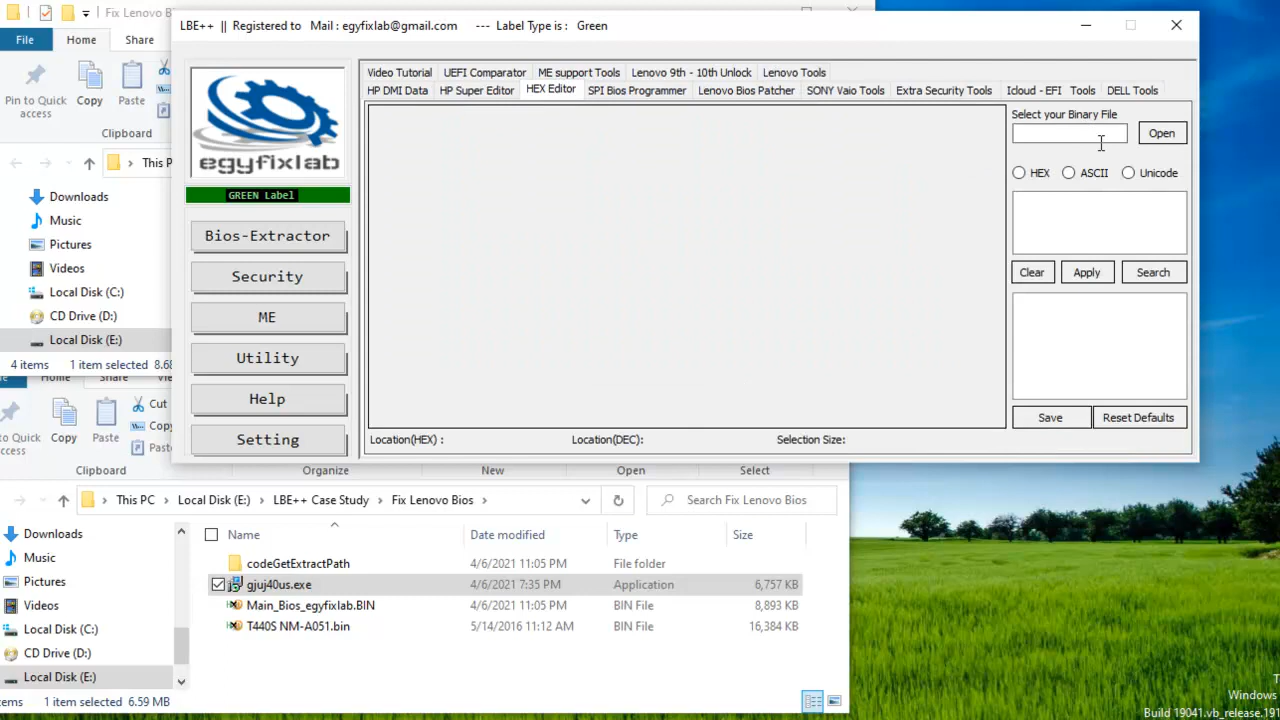 Fix Lenovo B
File
Home
Share
Pin to Quick access
Copy
Paste
Clipboard
This P
Downloads
Music
Pictures
Videos
Local Disk (C:)
CD Drive (D:)
Local Disk (E:)
4 items 1 item selected 8.68
LBE++ || Registered to Mail : egyfixlab@gmail.com --- Label Type is : Green
egyfixlab
GREEN Label
Bios-Extractor
Security
ME
Utility
Help
Setting
Video Tutorial UEFI Comparator ME support Tools Lenovo 9th - 10th Unlock Lenovo Tools
HP DMI Data HP Super Editor HEX Editor SPI Bios Programmer Lenovo Bios Patcher SONY Vaio Tools Extra Security Tools Icloud - EFI Tools DELL Tools
Select your Binary File
Open
HEX ASCII Unicode
Clear Apply Search
Save Reset Defaults
Location(HEX) : Location(DEC): Selection Size:
Home Share
to Quick
Copy
Paste
Cut
Copy
Clipboard Organize New Open Select
This PC Local Disk (E:) LBE++ Case Study Fix Lenovo Bios
Search Fix Lenovo Bios
Downloads
Music
Pictures
Videos
Local Disk (C:)
CD Drive (D:)
Local Disk (E:)
Name Date modified Type Size
codeGetExtractPath 4/6/2021 11:05 PM File folder
gjuj40us.exe 4/6/2021 7:35 PM Application 6,757 KB
Main_Bios_egyfixlab.BIN 4/6/2021 11:05 PM BIN File 8,893 KB
T440S NM-A051.bin 5/14/2016 11:12 AM BIN File 16,384 KB
ems 1 item selected 6.59 MB
T
Windows
Build 19041.vb_release.191